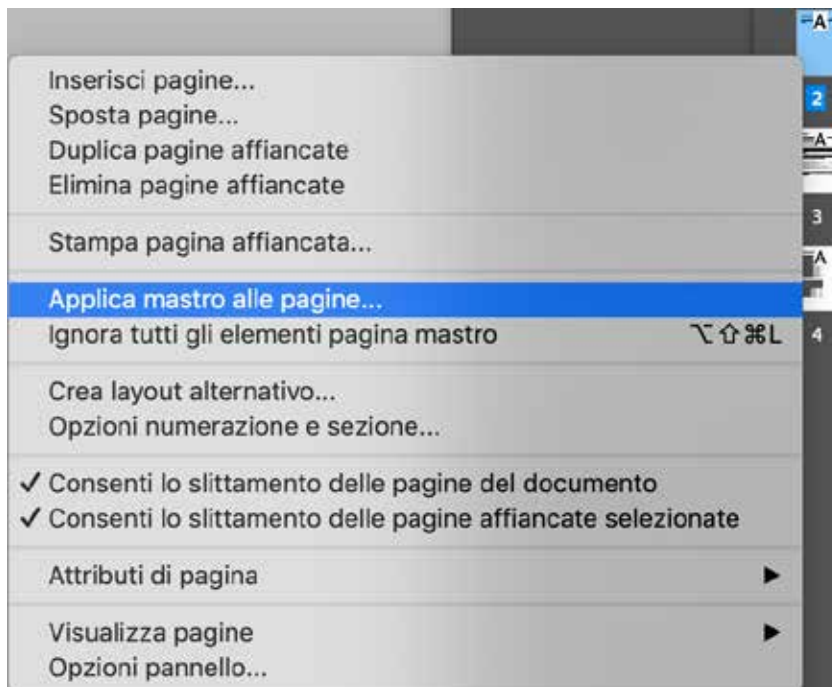 Inserisci pagine...
Sposta pagine...
Duplica pagine affiancate
Elimina pagine affiancate
Stampa pagina affiancata...
Applica mastro alle pagine...
Ignora tutti gli elementi pagina mastro ⌥⇧⌘L
Crea layout alternativo...
Opzioni numerazione e sezione...
✓ Consenti lo slittamento delle pagine del documento
✓ Consenti lo slittamento delle pagine affiancate selezionate
Attributi di pagina ▶
Visualizza pagine ▶
Opzioni pannello...
A
2
A
3
A
4